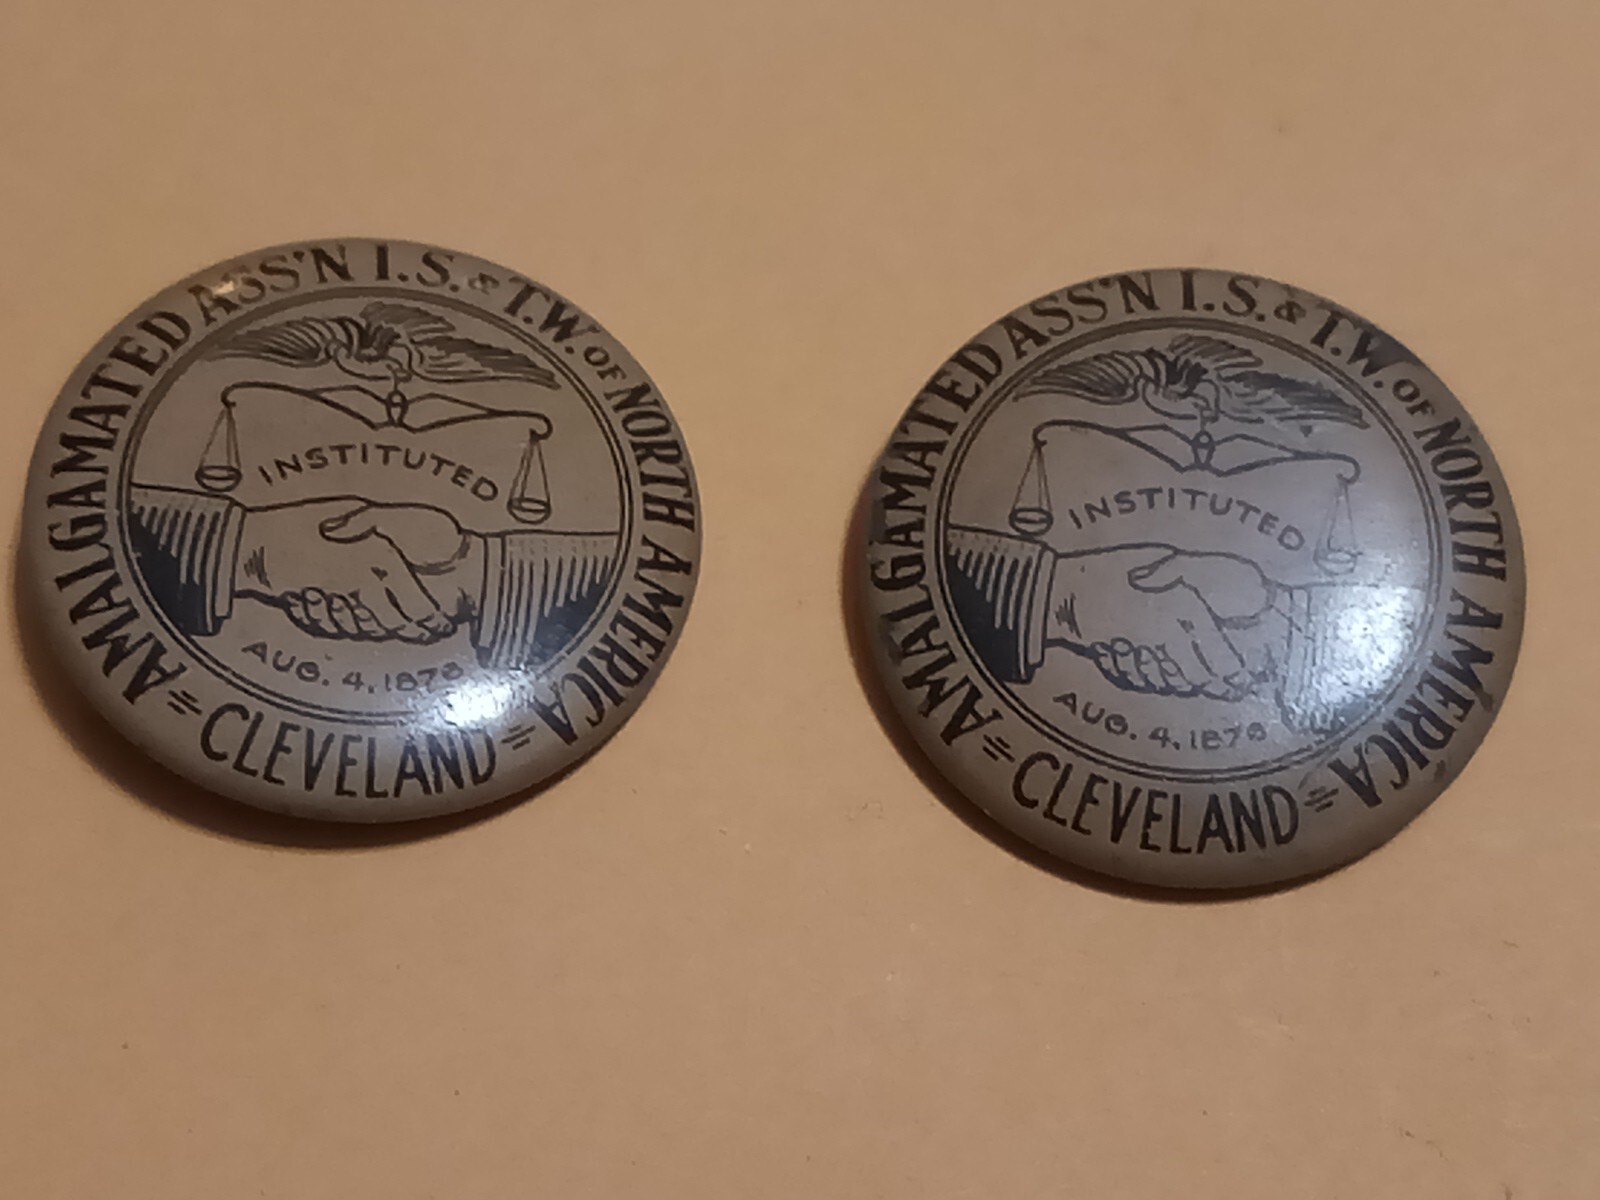 AMALGAMATED ASS'N I.S. & T.W. OF NORTH AMERICA
INSTITUTED
AUG. 4, 1876
= CLEVELAND =
AMALGAMATED ASS'N I.S. & T.W. OF NORTH AMERICA
INSTITUTED
AUG. 4, 1876
= CLEVELAND =